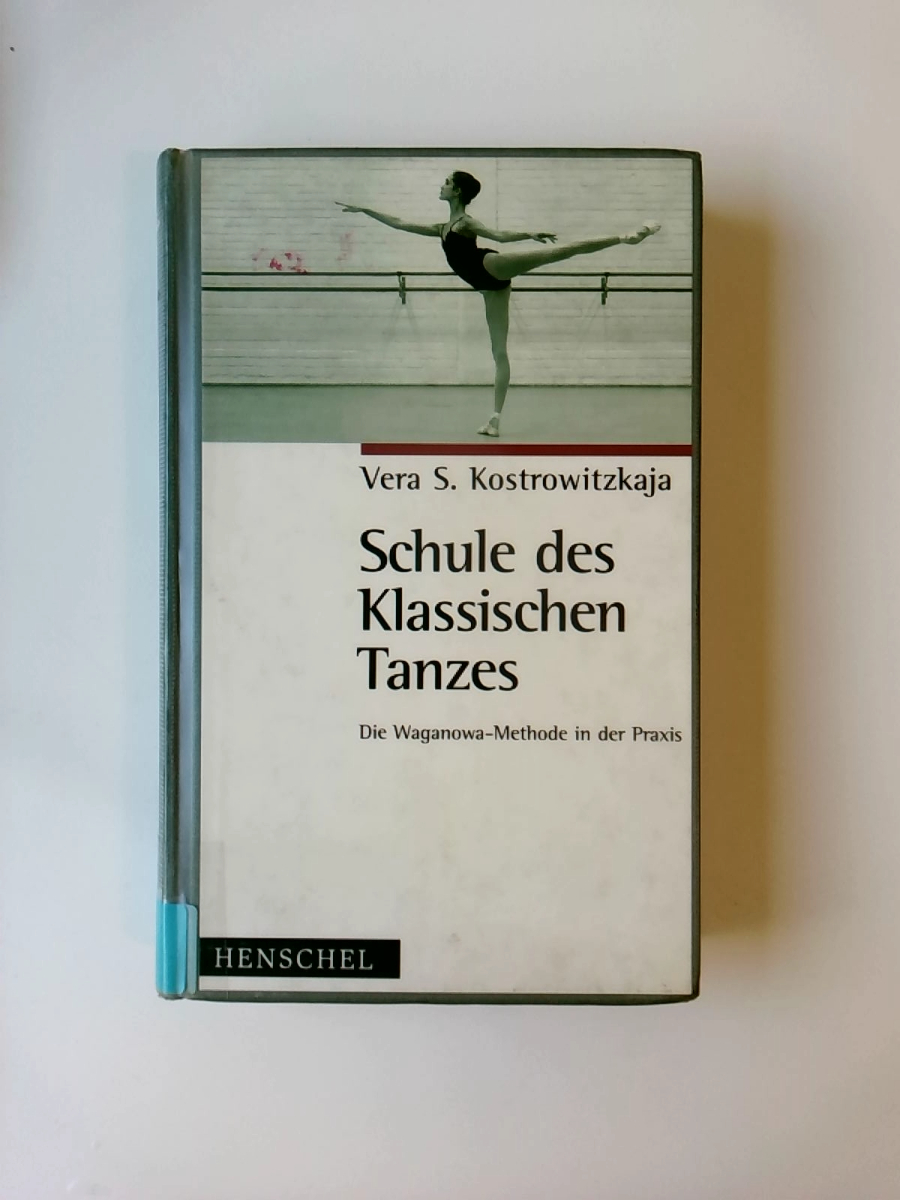 Vera S. Kostrowitzkaja
Schule des
Klassischen
Tanzes
Die Waganowa-Methode in der Praxis
HENSCHEL